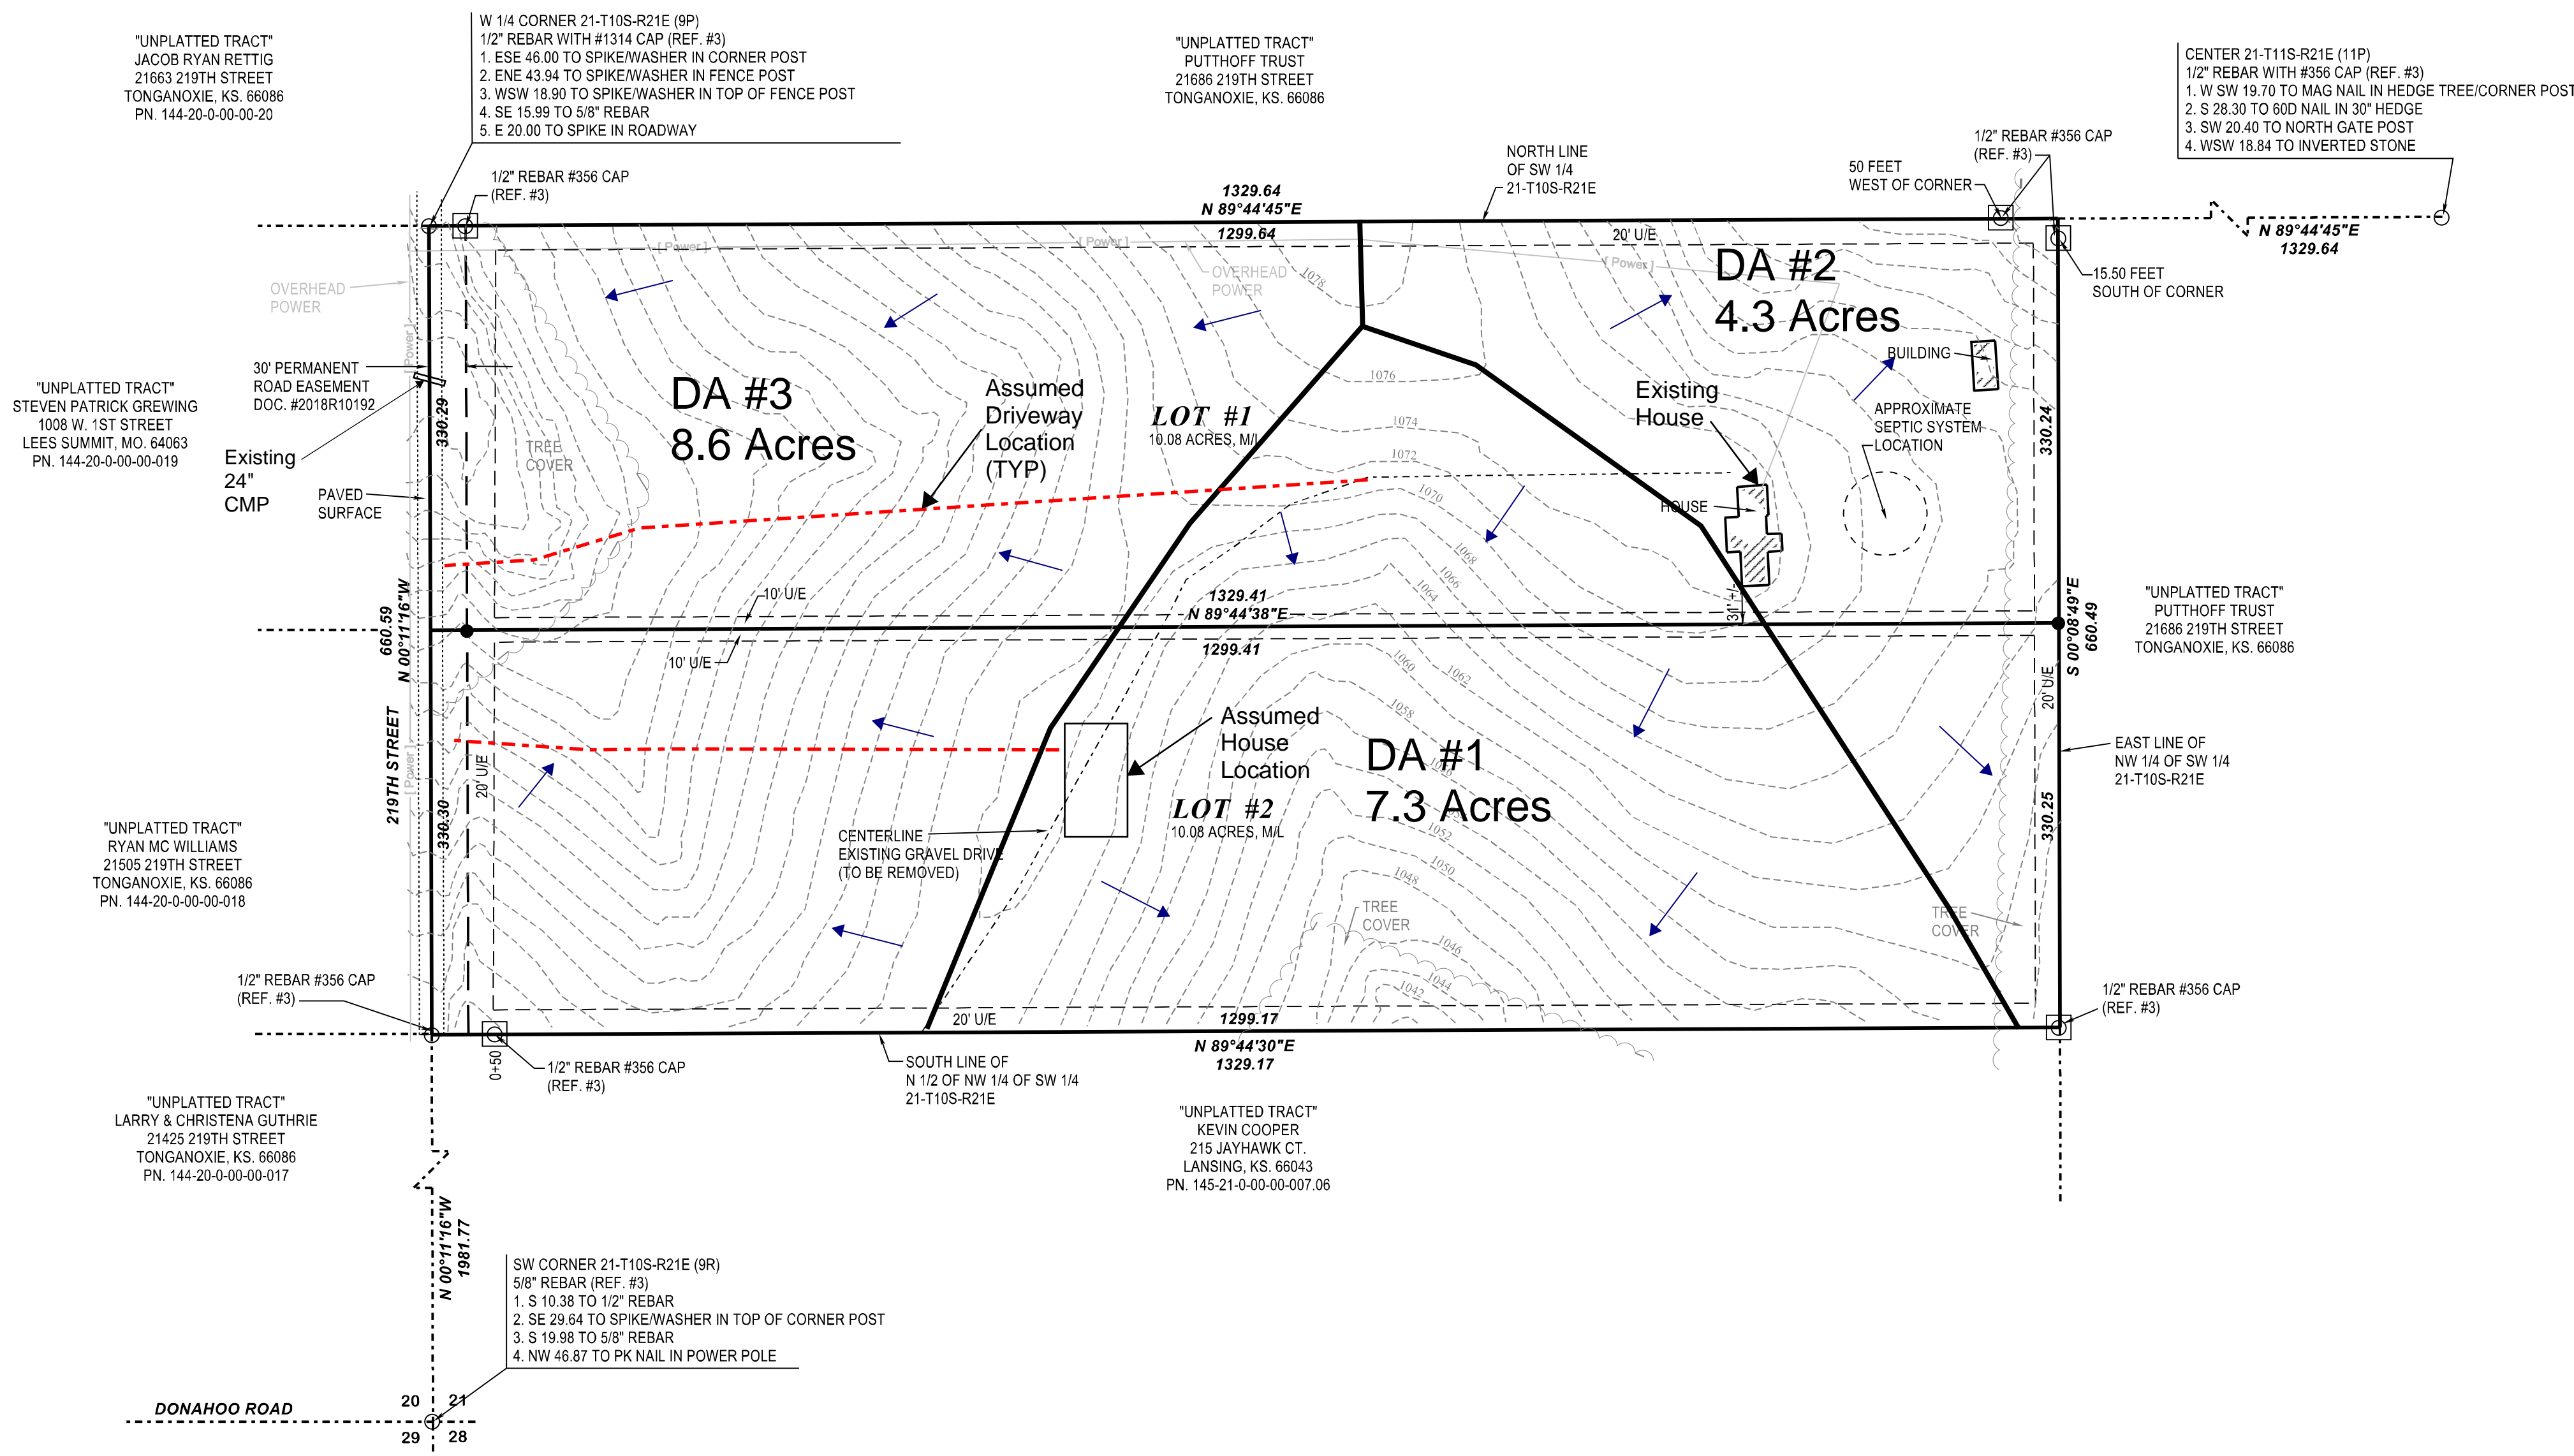 "UNPLATTED TRACT"
JACOB RYAN RETTIG
21663 219TH STREET
TONGANOXIE, KS. 66086
PN. 144-20-0-00-00-20
W 1/4 CORNER 21-T10S-R21E (9P)
1/2" REBAR WITH #1314 CAP (REF. #3)
1. ESE 46.00 TO SPIKE/WASHER IN CORNER POST
2. ENE 43.94 TO SPIKE/WASHER IN FENCE POST
3. WSW 18.90 TO SPIKE/WASHER IN TOP OF FENCE POST
4. SE 15.99 TO 5/8" REBAR
5. E 20.00 TO SPIKE IN ROADWAY
"UNPLATTED TRACT"
PUTTHOFF TRUST
21686 219TH STREET
TONGANOXIE, KS. 66086
CENTER 21-T11S-R21E (11P)
1/2" REBAR WITH #356 CAP (REF. #3)
1. W SW 19.70 TO MAG NAIL IN HEDGE TREE/CORNER POST
2. S 28.30 TO 60D NAIL IN 30" HEDGE
3. SW 20.40 TO NORTH GATE POST
4. WSW 18.84 TO INVERTED STONE
1/2" REBAR #356 CAP
(REF. #3)
NORTH LINE
OF SW 1/4
21-T10S-R21E
1/2" REBAR #356 CAP
(REF. #3)
50 FEET
WEST OF CORNER
1329.64
N 89°44'45"E
1299.64
20' U/E
N 89°44'45"E
1329.64
[ Power ]
[ Power ]
[ Power ]
OVERHEAD
POWER
OVERHEAD
POWER
1078
DA #2
4.3 Acres
15.50 FEET
SOUTH OF CORNER
[ Power ]
30' PERMANENT
ROAD EASEMENT
DOC. #2018R10192
"UNPLATTED TRACT"
STEVEN PATRICK GREWING
1008 W. 1ST STREET
LEES SUMMIT, MO. 64063
PN. 144-20-0-00-00-019
330.29
DA #3
8.6 Acres
Assumed
Driveway
Location
(TYP)
LOT #1
10.08 ACRES, M/L
1076
1074
1072
1070
1068
1066
1064
BUILDING
Existing
House
APPROXIMATE
SEPTIC SYSTEM
LOCATION
330.24
TREE
COVER
Existing
24"
CMP
PAVED
SURFACE
HOUSE
31' +/-
10' U/E
10' U/E
1329.41
N 89°44'38"E
1299.41
660.59
N 00°11'16"W
S 00°08'49"E
660.49
"UNPLATTED TRACT"
PUTTHOFF TRUST
21686 219TH STREET
TONGANOXIE, KS. 66086
1060
1062
1058
20' U/E
219TH STREET
[ Power ]
20' U/E
Assumed
House
Location
DA #1
7.3 Acres
EAST LINE OF
NW 1/4 OF SW 1/4
21-T10S-R21E
LOT #2
10.08 ACRES, M/L
330.30
330.25
"UNPLATTED TRACT"
RYAN MC WILLIAMS
21505 219TH STREET
TONGANOXIE, KS. 66086
PN. 144-20-0-00-00-018
CENTERLINE
EXISTING GRAVEL DRIVE
(TO BE REMOVED)
1052
1050
1048
TREE
COVER
TREE
COVER
1046
1044
1042
1/2" REBAR #356 CAP
(REF. #3)
1/2" REBAR #356 CAP
(REF. #3)
20' U/E
1299.17
N 89°44'30"E
1329.17
0+50
1/2" REBAR #356 CAP
(REF. #3)
SOUTH LINE OF
N 1/2 OF NW 1/4 OF SW 1/4
21-T10S-R21E
"UNPLATTED TRACT"
LARRY & CHRISTENA GUTHRIE
21425 219TH STREET
TONGANOXIE, KS. 66086
PN. 144-20-0-00-00-017
"UNPLATTED TRACT"
KEVIN COOPER
215 JAYHAWK CT.
LANSING, KS. 66043
PN. 145-21-0-00-00-007.06
N 00°11'16"W
1981.77
SW CORNER 21-T10S-R21E (9R)
5/8" REBAR (REF. #3)
1. S 10.38 TO 1/2" REBAR
2. SE 29.64 TO SPIKE/WASHER IN TOP OF CORNER POST
3. S 19.98 TO 5/8" REBAR
4. NW 46.87 TO PK NAIL IN POWER POLE
DONAHOO ROAD
20 21
29 28